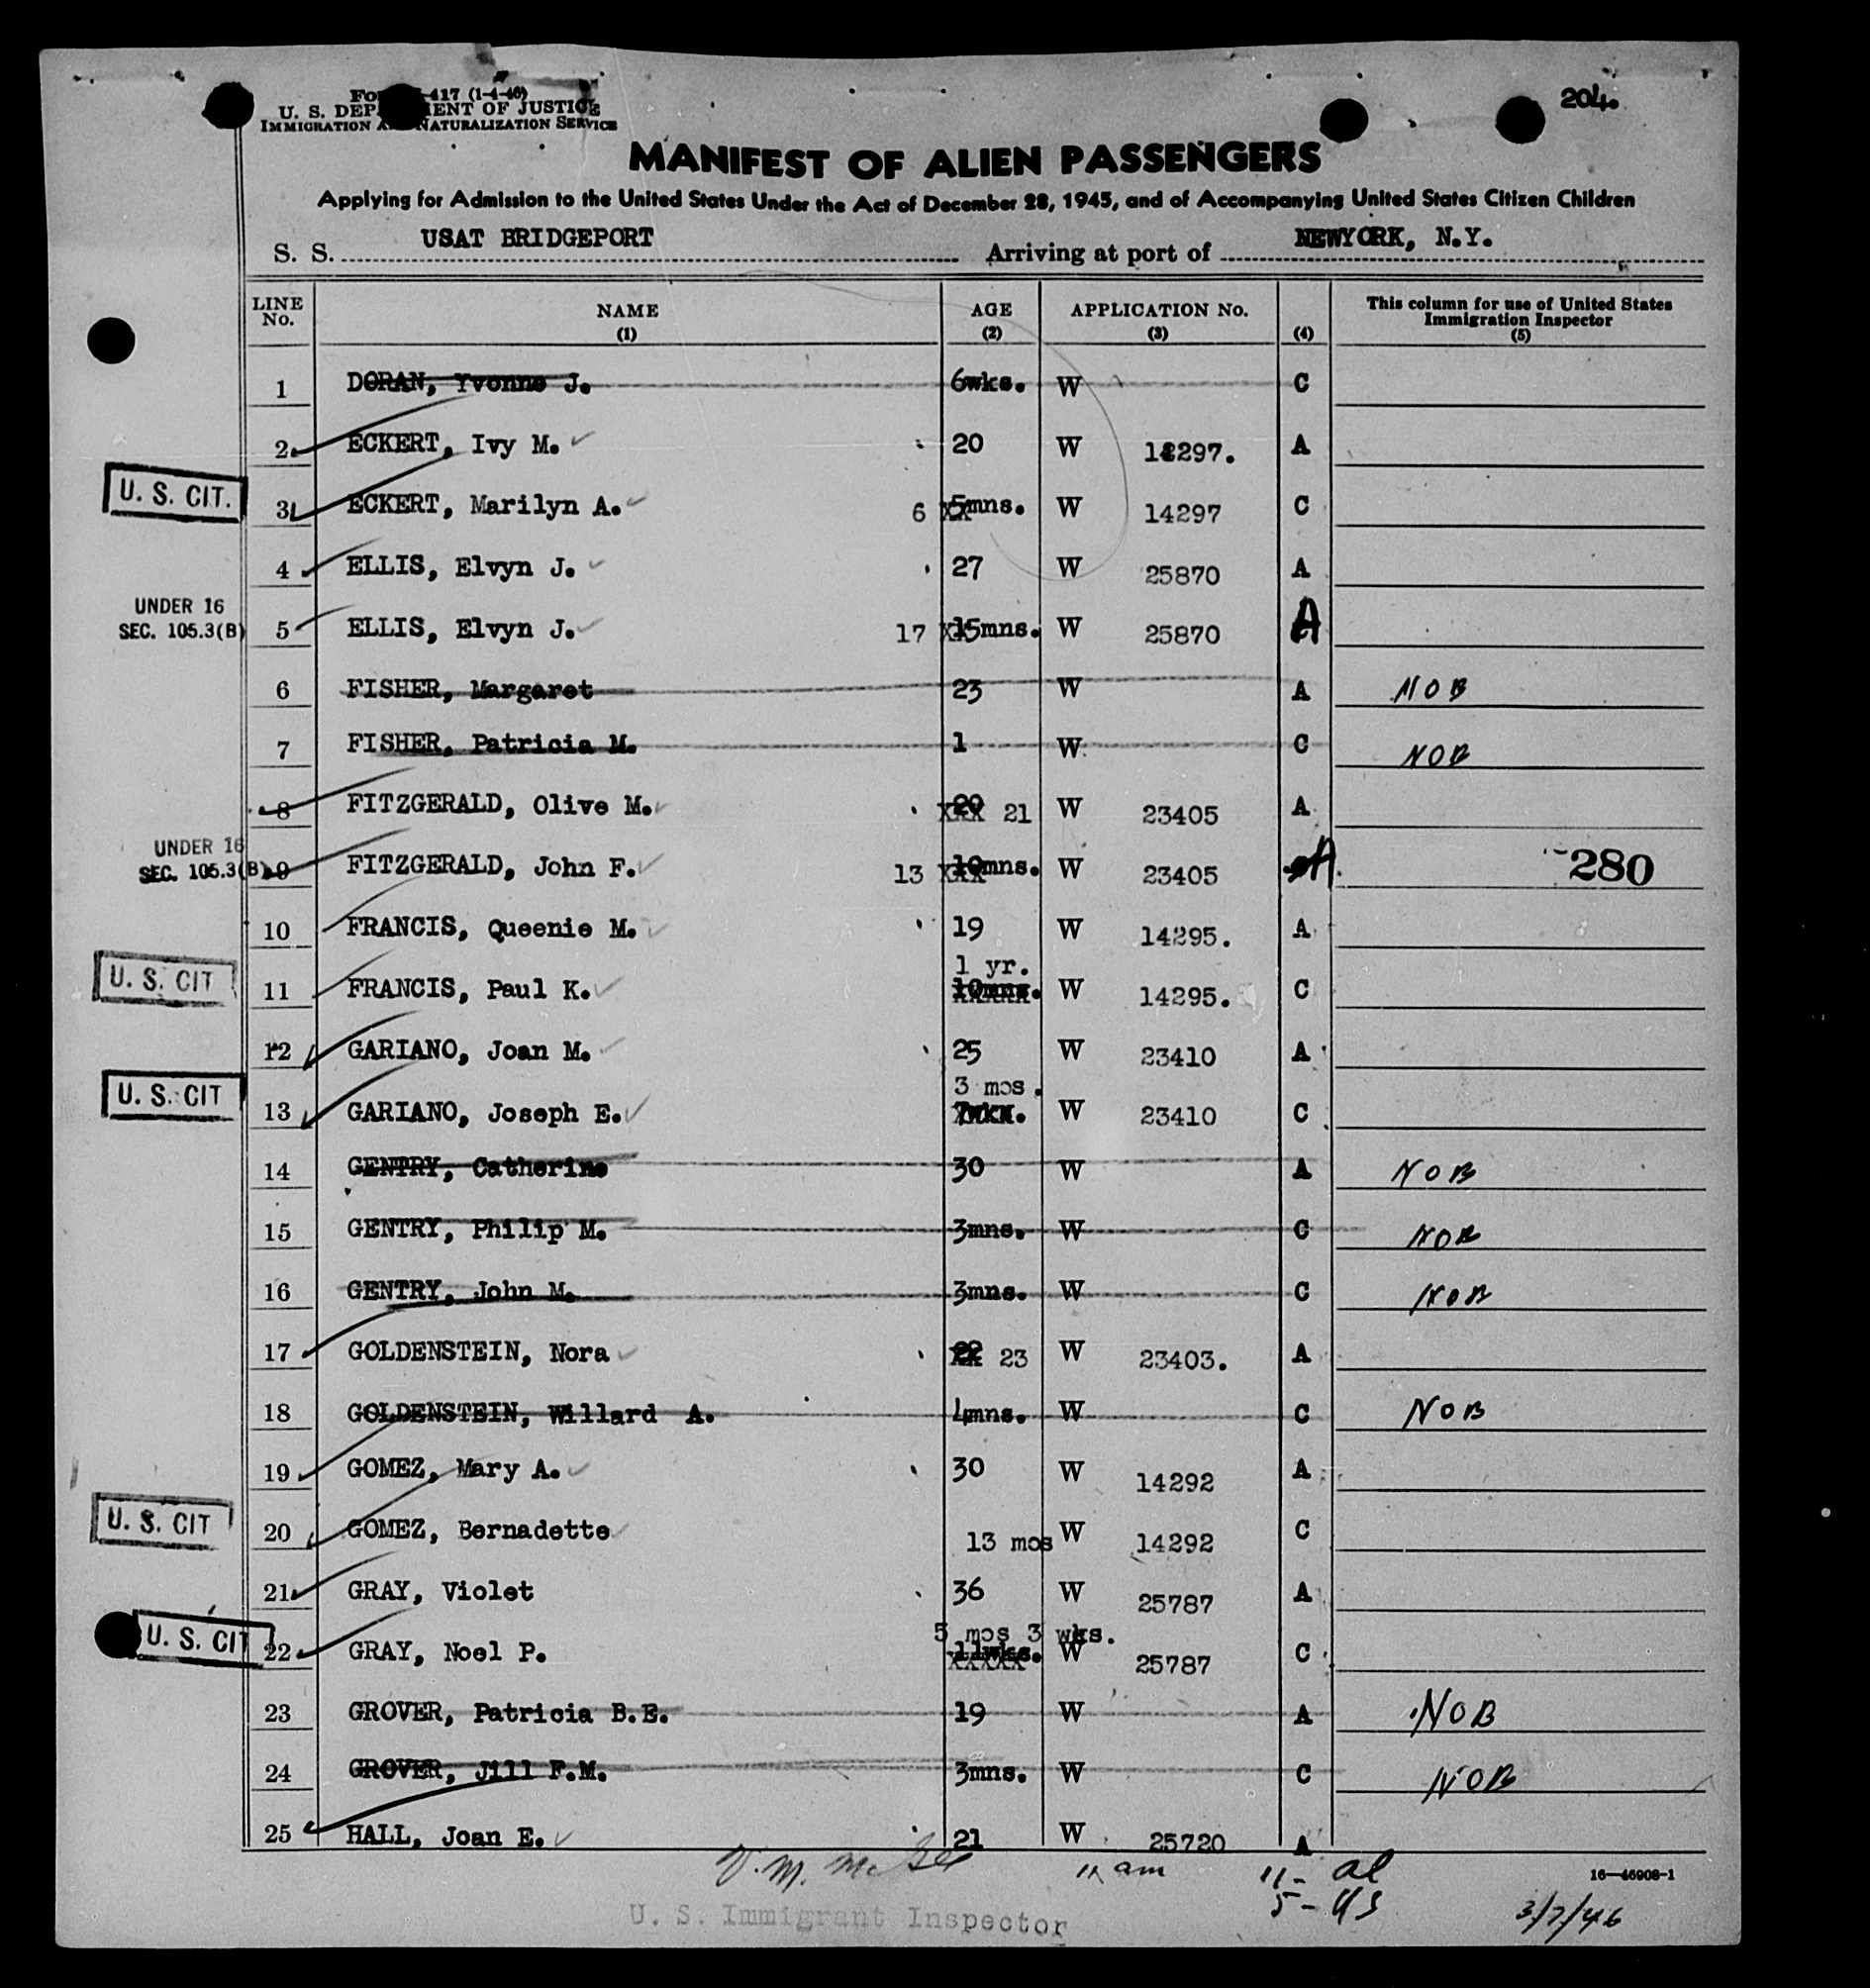 204.
Fo -417 (1-4-46)
U. S. DEP ENT OF JUSTICE
IMMIGRATION A NATURALIZATION SERVICE
MANIFEST OF ALIEN PASSENGERS
Applying for Admission to the United States Under the Act of December 28, 1945, and of Accompanying United States Citizen Children
S. S. USAT BRIDGEPORT Arriving at port of NEWYORK, N.Y.
LINE No. NAME (1) AGE (2) APPLICATION No. (3) (4) This column for use of United States Immigration Inspector (5)
1 DORAN, Yvonne J. 6wks. W C
2 ECKERT, Ivy M. 20 W 14297. A
U. S. CIT. 3 ECKERT, Marilyn A. 6 5mns. W 14297 C
4 ELLIS, Elvyn J. 27 W 25870 A
UNDER 16
SEC. 105.3(B) 5 ELLIS, Elvyn J. 17 15mns. W 25870 A
6 FISHER, Margaret 23 W A NOB
7 FISHER, Patricia M. 1 W C NOB
8 FITZGERALD, Olive M. 20 21 W 23405 A
UNDER 16
SEC. 105.3(B) 9 FITZGERALD, John F. 13 10mns. W 23405 A 280
10 FRANCIS, Queenie M. 19 W 14295. A
1 yr.
U. S. CIT 11 FRANCIS, Paul K. 10mns. W 14295. C
12 GARIANO, Joan M. 25 W 23410 A
3 mos.
U. S. CIT 13 GARIANO, Joseph E. 7wks. W 23410 C
14 GENTRY, Catherine 30 W A NOB
15 GENTRY, Philip M. 3mns. W C NOB
16 GENTRY, John M. 3mns. W C NOB
17 GOLDENSTEIN, Nora 22 23 W 23403. A
18 GOLDENSTEIN, Willard A. 4mns. W C NOB
19 GOMEZ, Mary A. 30 W 14292 A
U. S. CIT 20 GOMEZ, Bernadette 13 mos W 14292 C
21 GRAY, Violet 36 W 25787 A
5 mos 3 wks.
U. S. CIT 22 GRAY, Noel P. 11wks. W 25787 C
23 GROVER, Patricia B.E. 19 W A NOB
24 GROVER, Jill F.M. 3mns. W C NOB
25 HALL, Joan E. 21 W 25720 A
V. M. McGee 11 am 11- al 16—46908-1
5 - US 3/7/46
U. S. Immigrant Inspector